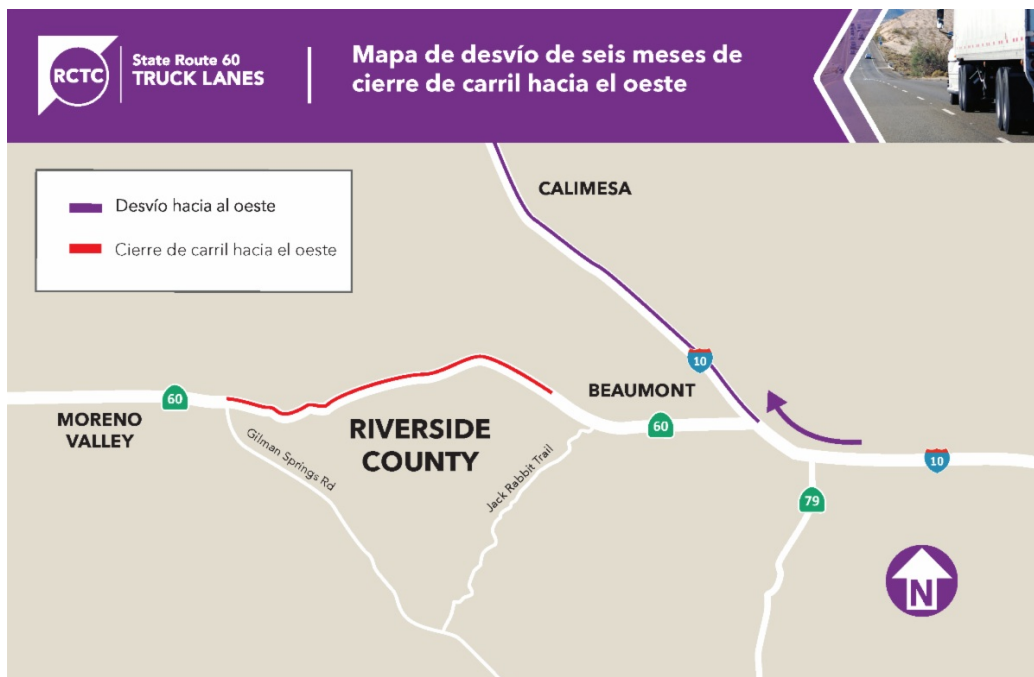 RCTC
State Route 60
TRUCK LANES
Mapa de desvío de seis meses de
cierre de carril hacia el oeste
Desvío hacia al oeste
Cierre de carril hacia el oeste
CALIMESA
10
BEAUMONT
60
MORENO
VALLEY
Gilman Springs Rd
RIVERSIDE
COUNTY
Jack Rabbit Trail
60
10
79
N